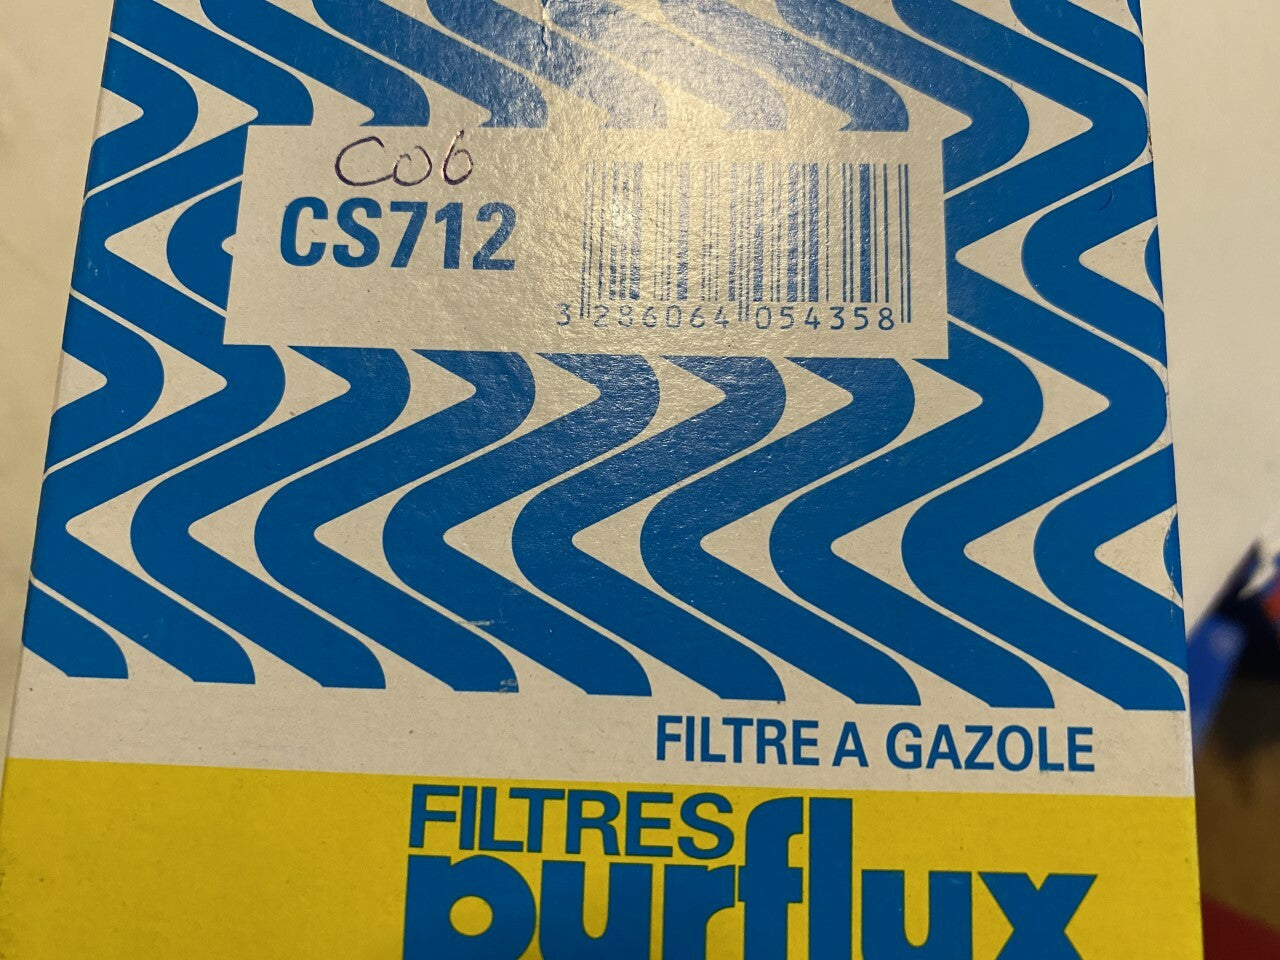 C06
CS712
3 286064 054358
FILTRE A GAZOLE
FILTRES
purflux